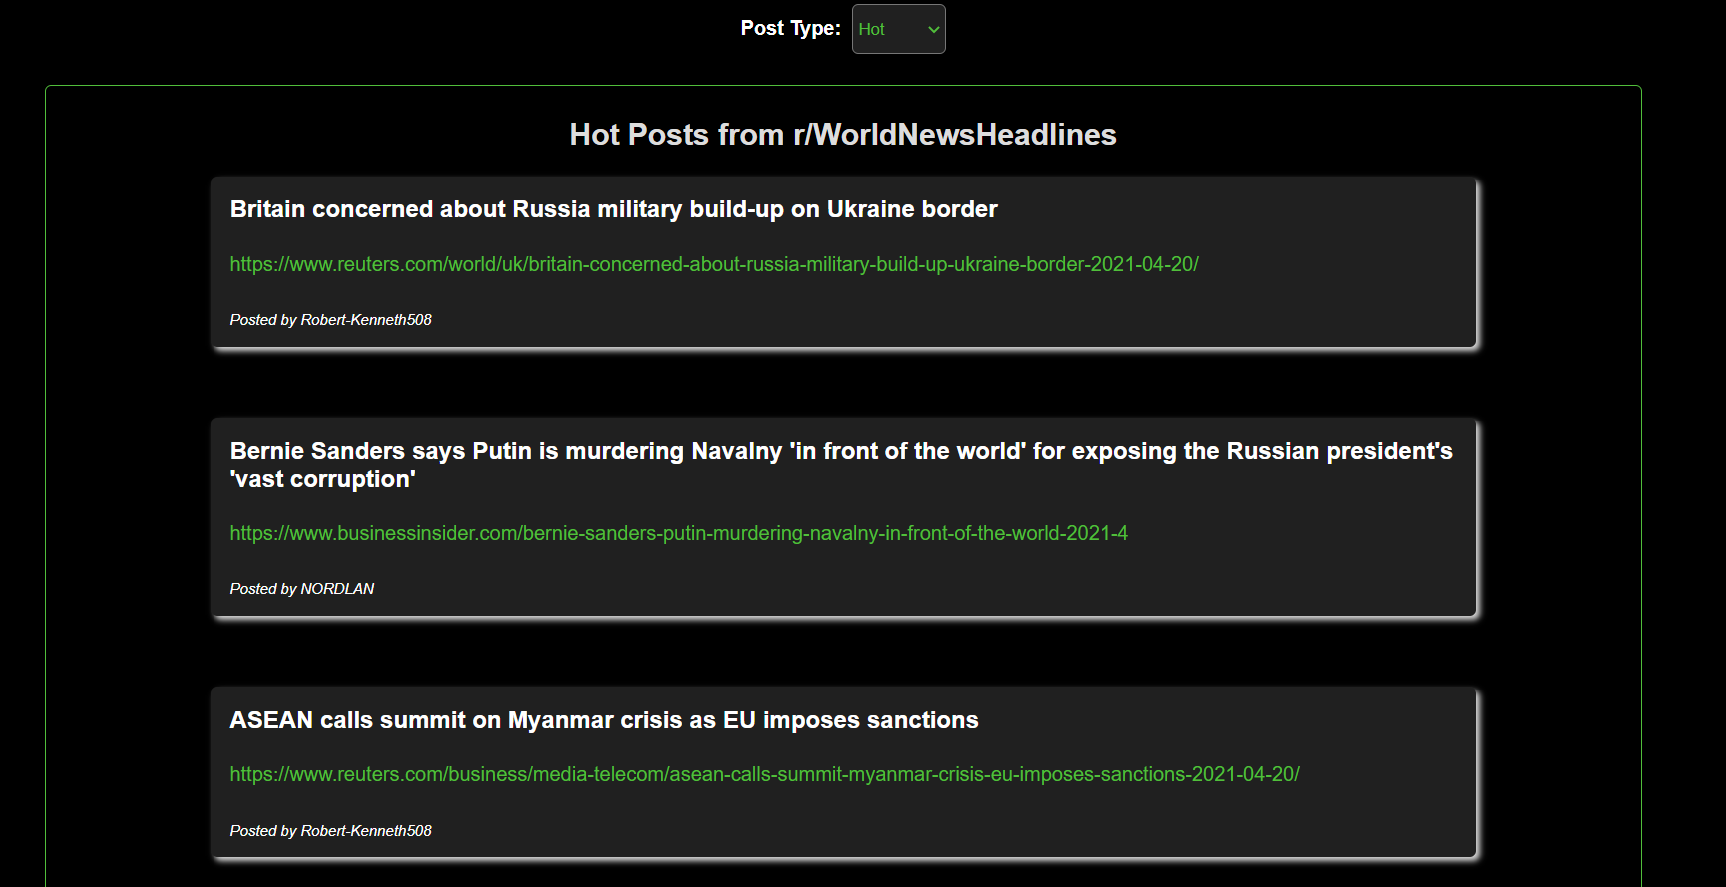 Post Type: Hot
Hot Posts from r/WorldNewsHeadlines
Britain concerned about Russia military build-up on Ukraine border
https://www.reuters.com/world/uk/britain-concerned-about-russia-military-build-up-ukraine-border-2021-04-20/
Posted by Robert-Kenneth508
Bernie Sanders says Putin is murdering Navalny 'in front of the world' for exposing the Russian president's
'vast corruption'
https://www.businessinsider.com/bernie-sanders-putin-murdering-navalny-in-front-of-the-world-2021-4
Posted by NORDLAN
ASEAN calls summit on Myanmar crisis as EU imposes sanctions
https://www.reuters.com/business/media-telecom/asean-calls-summit-myanmar-crisis-eu-imposes-sanctions-2021-04-20/
Posted by Robert-Kenneth508